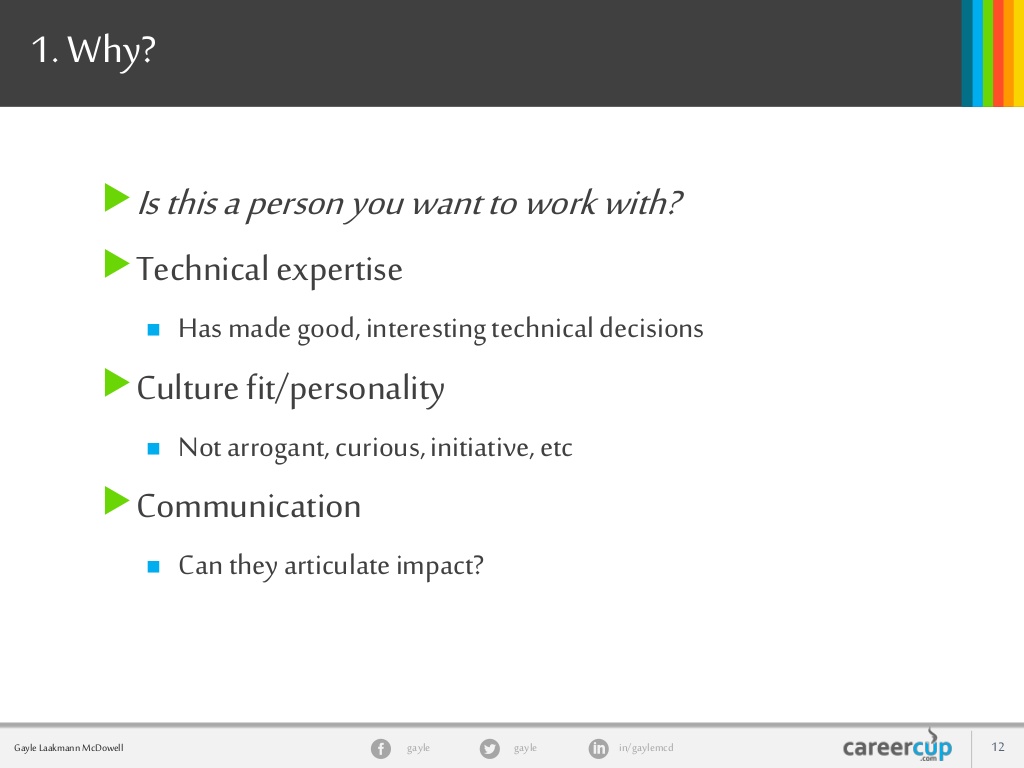 1. Why?
Is this a person you want to work with?
Technical expertise
Has made good, interesting technical decisions
Culture fit/personality
Not arrogant, curious, initiative, etc
Communication
Can they articulate impact?
Gayle Laakmann McDowell
gayle
gayle
in/gaylemcd
careercup
.com
12